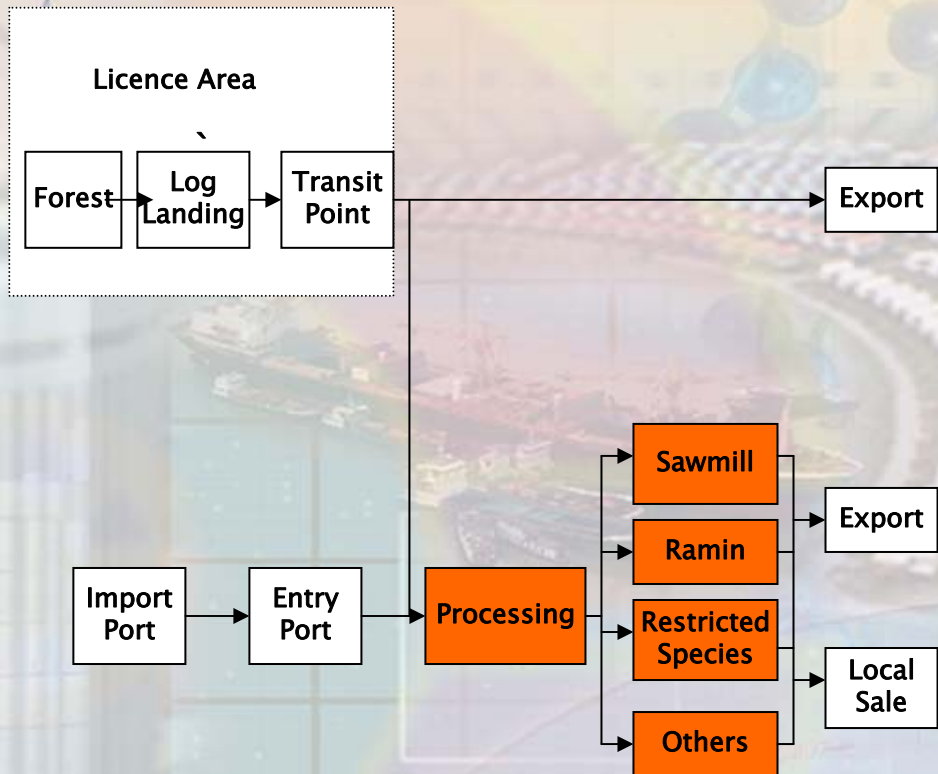 Licence Area
`
Forest
Log
Landing
Transit
Point
Export
Sawmill
Ramin
Restricted
Species
Others
Import
Port
Entry
Port
Processing
Export
Local
Sale